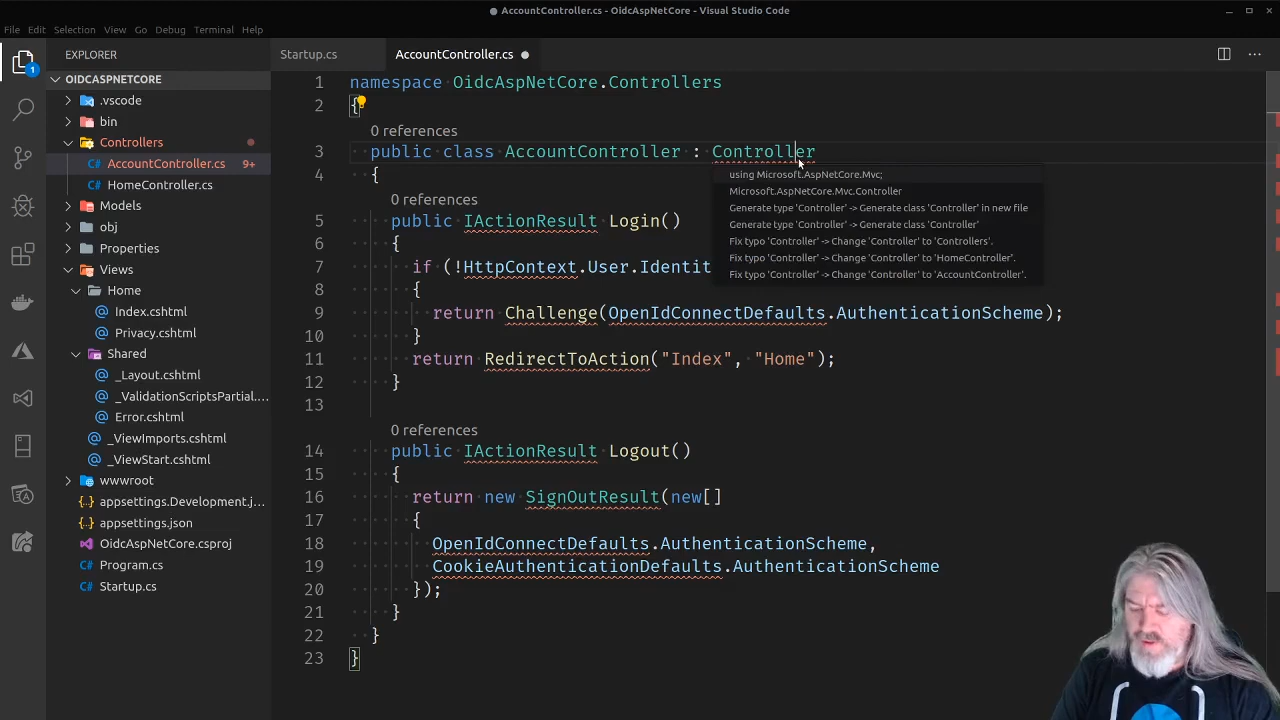 AccountController.cs - OidcAspNetCore - Visual Studio Code
File Edit Selection View Go Debug Terminal Help
EXPLORER
OIDCASPNETCORE
.vscode
bin
Controllers
C# AccountController.cs 9+
C# HomeController.cs
Models
obj
Properties
Views
Home
@ Index.cshtml
@ Privacy.cshtml
Shared
@ _Layout.cshtml
@ _ValidationScriptsPartial....
@ Error.cshtml
@ _ViewImports.cshtml
@ _ViewStart.cshtml
wwwroot
{..} appsettings.Development.j...
{..} appsettings.json
OidcAspNetCore.csproj
C# Program.cs
C# Startup.cs
1
Startup.cs AccountController.cs
1 namespace OidcAspNetCore.Controllers
2 {
0 references
3 public class AccountController : Controller
4 {
0 references
5 public IActionResult Login()
6 {
7 if (!HttpContext.User.Identit
8 {
9 return Challenge(OpenIdConnectDefaults.AuthenticationScheme);
10 }
11 return RedirectToAction("Index", "Home");
12 }
13
0 references
14 public IActionResult Logout()
15 {
16 return new SignOutResult(new[]
17 {
18 OpenIdConnectDefaults.AuthenticationScheme,
19 CookieAuthenticationDefaults.AuthenticationScheme
20 });
21 }
22 }
23 }
using Microsoft.AspNetCore.Mvc;
Microsoft.AspNetCore.Mvc.Controller
Generate type 'Controller' -> Generate class 'Controller' in new file
Generate type 'Controller' -> Generate class 'Controller'
Fix typo 'Controller' -> Change 'Controller' to 'Controllers'.
Fix typo 'Controller' -> Change 'Controller' to 'HomeController'.
Fix typo 'Controller' -> Change 'Controller' to 'AccountController'.